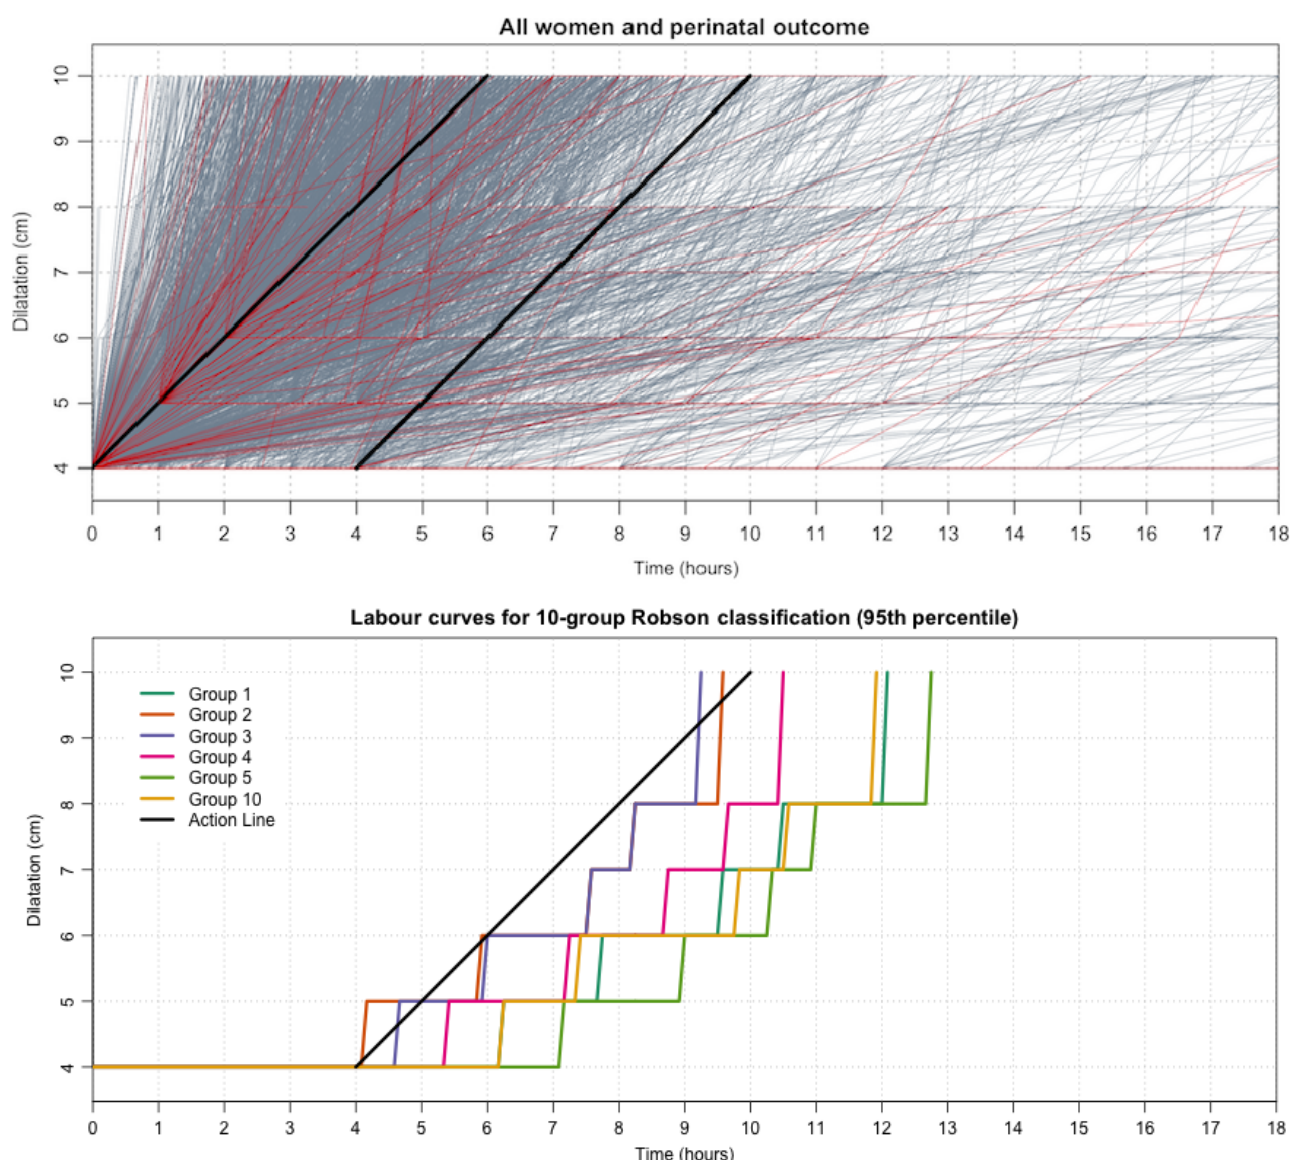 All women and perinatal outcome
Dilatation (cm)
10
9
8
7
6
5
4
0 1 2 3 4 5 6 7 8 9 10 11 12 13 14 15 16 17 18
Time (hours)
Labour curves for 10-group Robson classification (95th percentile)
Dilatation (cm)
10
9
8
7
6
5
4
Group 1
Group 2
Group 3
Group 4
Group 5
Group 10
Action Line
0 1 2 3 4 5 6 7 8 9 10 11 12 13 14 15 16 17 18
Time (hours)